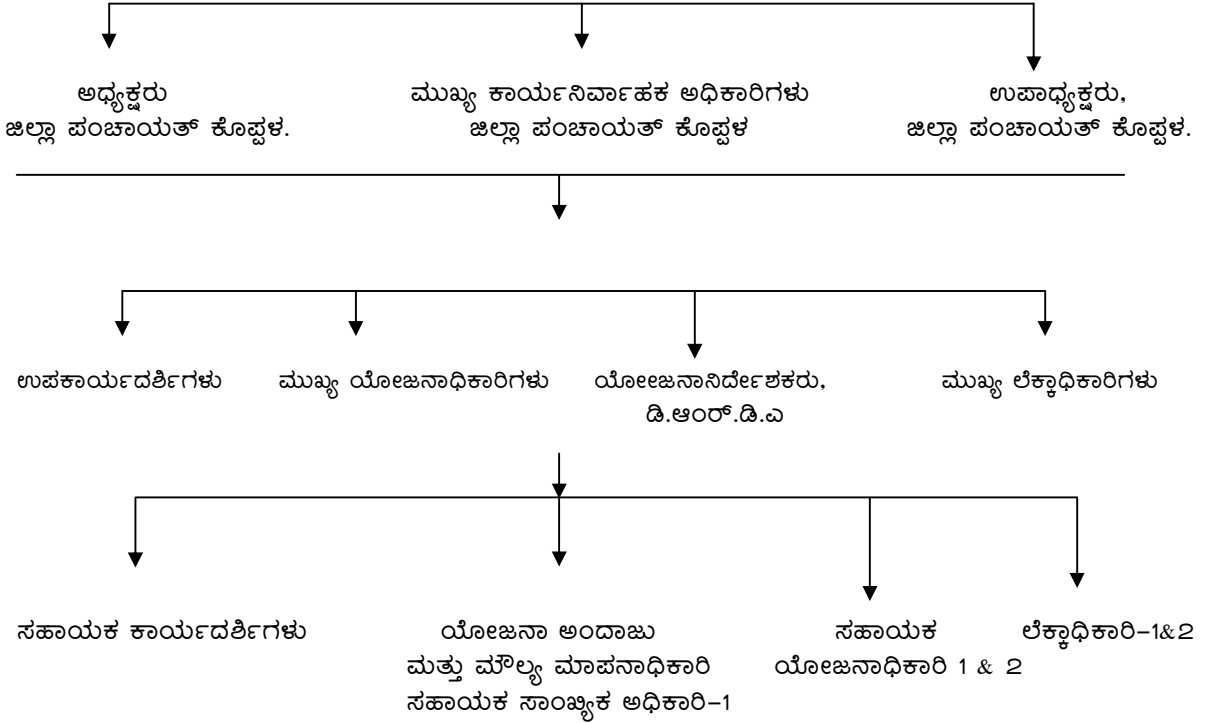 ಅಧ್ಯಕ್ಷರು
ಜಿಲ್ಲಾ ಪಂಚಾಯತ್ ಕೊಪ್ಪಳ.
ಮುಖ್ಯ ಕಾರ್ಯನಿರ್ವಾಹಕ ಅಧಿಕಾರಿಗಳು
ಜಿಲ್ಲಾ ಪಂಚಾಯತ್ ಕೊಪ್ಪಳ
ಉಪಾಧ್ಯಕ್ಷರು,
ಜಿಲ್ಲಾ ಪಂಚಾಯತ್ ಕೊಪ್ಪಳ.
ಉಪಕಾರ್ಯದರ್ಶಿಗಳು
ಮುಖ್ಯ ಯೋಜನಾಧಿಕಾರಿಗಳು
ಯೋೀಜನಾನಿರ್ದೇಶಕರು,
ಡಿ.ಆಂರ್.ಡಿ.ಎ
ಮುಖ್ಯ ಲೆಕ್ಕಾಧಿಕಾರಿಗಳು
ಸಹಾಯಕ ಕಾರ್ಯದರ್ಶಿಗಳು
ಯೋಜನಾ ಅಂದಾಜು
ಮತ್ತು ಮೌಲ್ಯ ಮಾಪನಾಧಿಕಾರಿ
ಸಹಾಯಕ ಸಾಂಖ್ಯಿಕ ಅಧಿಕಾರಿ-1
ಸಹಾಯಕ
ಯೋಜನಾಧಿಕಾರಿ 1 & 2
ಲೆಕ್ಕಾಧಿಕಾರಿ-1&2